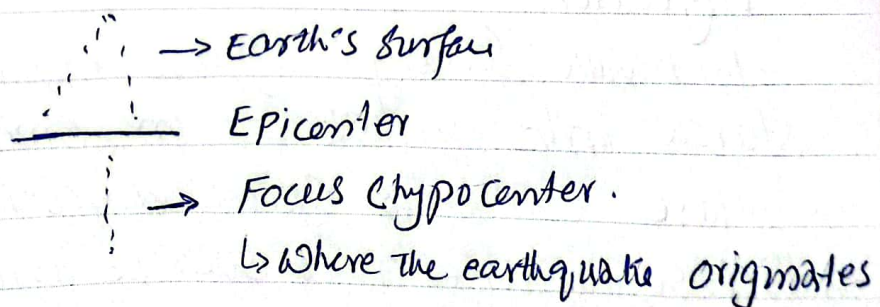 → Earth's Surface
Epicenter
→ Focus (hypocenter.
↳ Where The earthquake originates